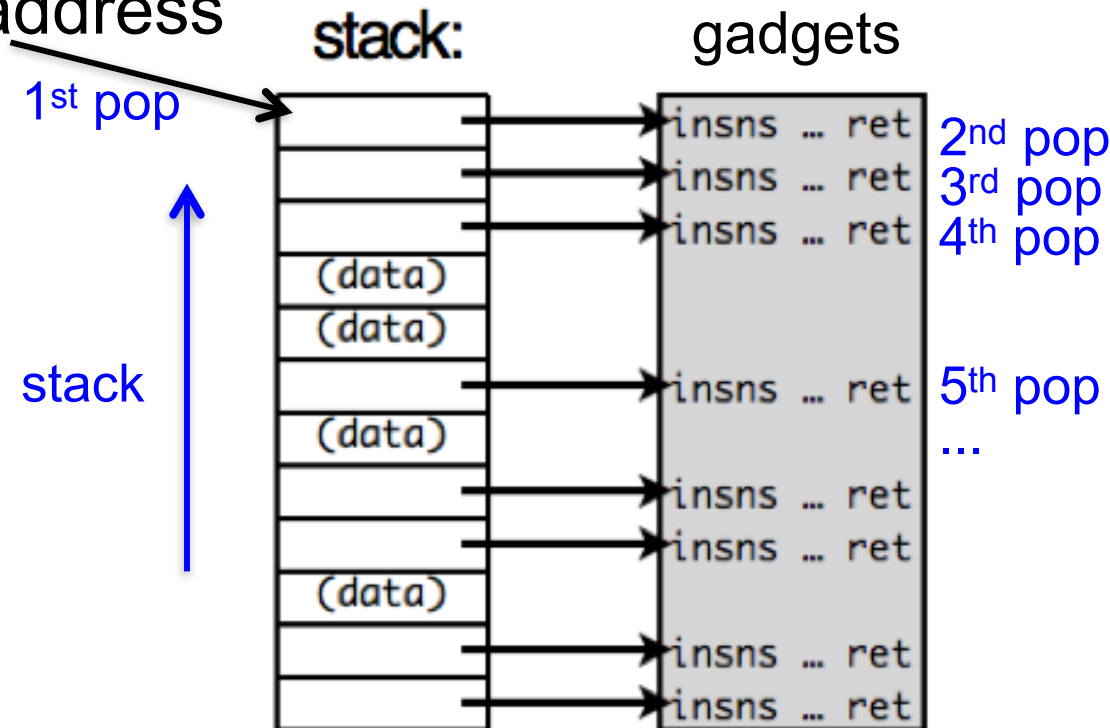 address
stack:
gadgets
1st pop
insns … ret
2nd pop
insns … ret
3rd pop
insns … ret
4th pop
(data)
(data)
stack
insns … ret
5th pop
(data)
...
insns … ret
insns … ret
(data)
insns … ret
insns … ret